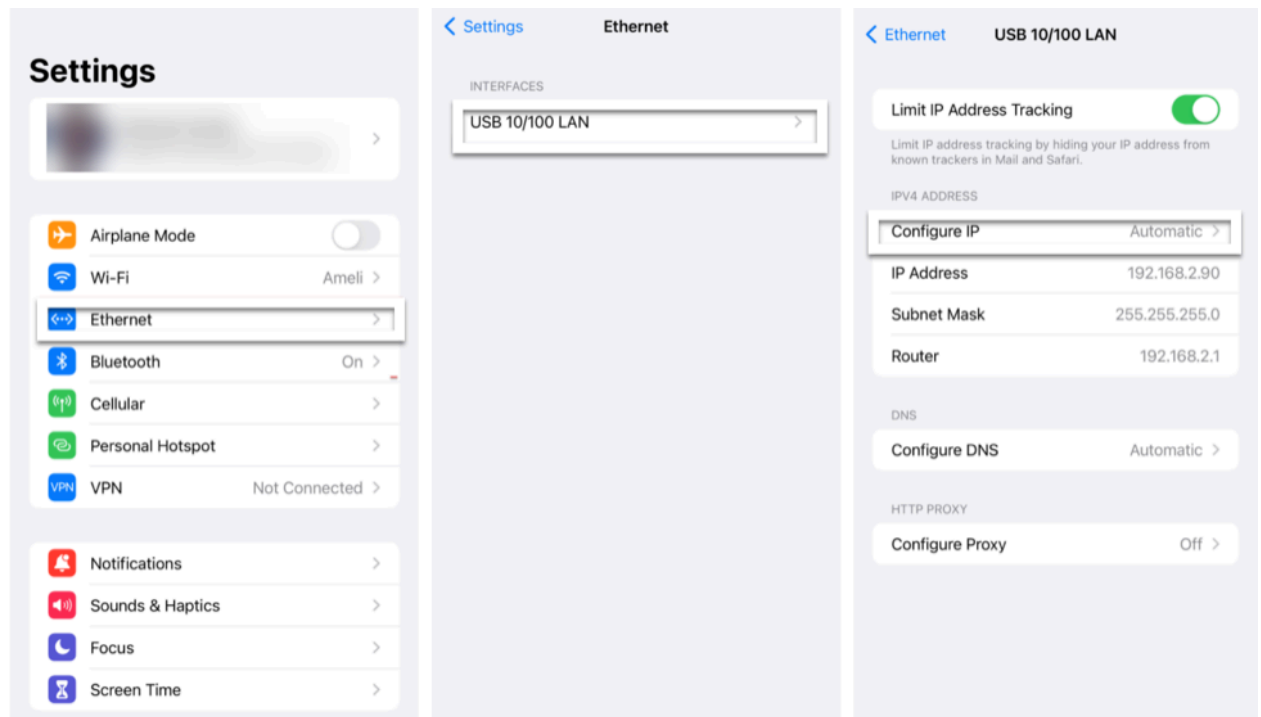 Settings
Airplane Mode
Wi-Fi Ameli
Ethernet
Bluetooth On
Cellular
Personal Hotspot
VPN VPN Not Connected
Notifications
Sounds & Haptics
Focus
Screen Time
Settings Ethernet
INTERFACES
USB 10/100 LAN
Ethernet USB 10/100 LAN
Limit IP Address Tracking
Limit IP address tracking by hiding your IP address from
known trackers in Mail and Safari.
IPV4 ADDRESS
Configure IP Automatic
IP Address 192.168.2.90
Subnet Mask 255.255.255.0
Router 192.168.2.1
DNS
Configure DNS Automatic
HTTP PROXY
Configure Proxy Off